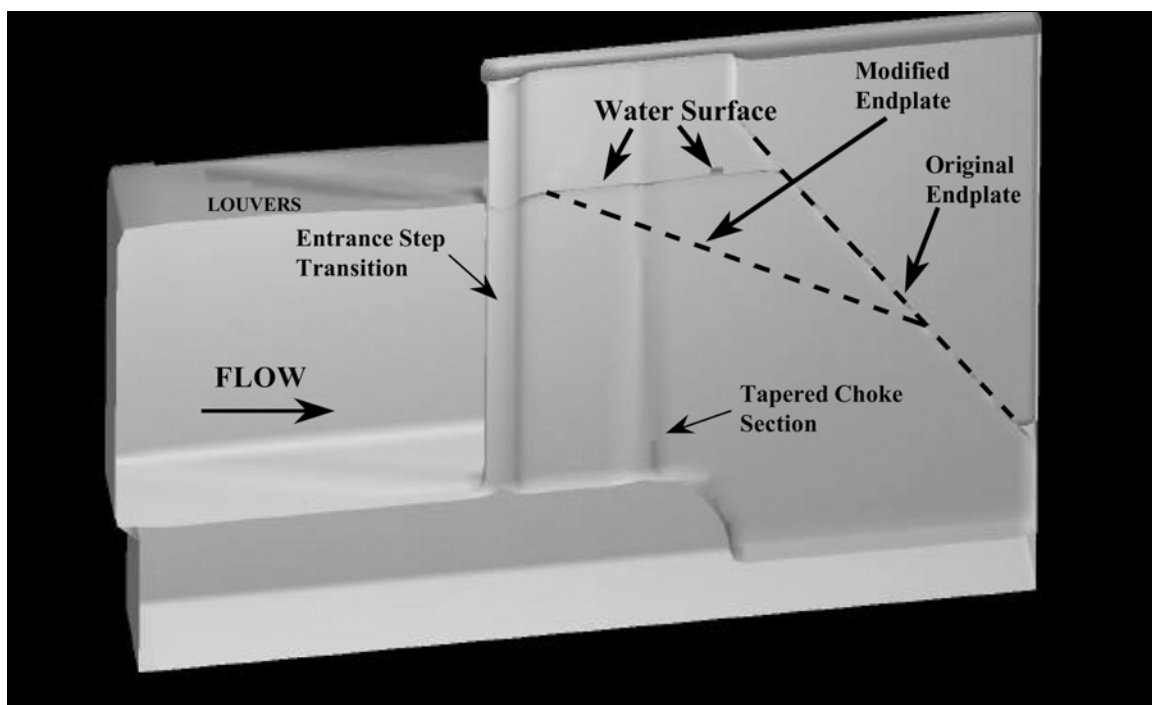 Modified
Endplate
Water Surface
Original
Endplate
LOUVERS
Entrance Step
Transition
FLOW
Tapered Choke
Section